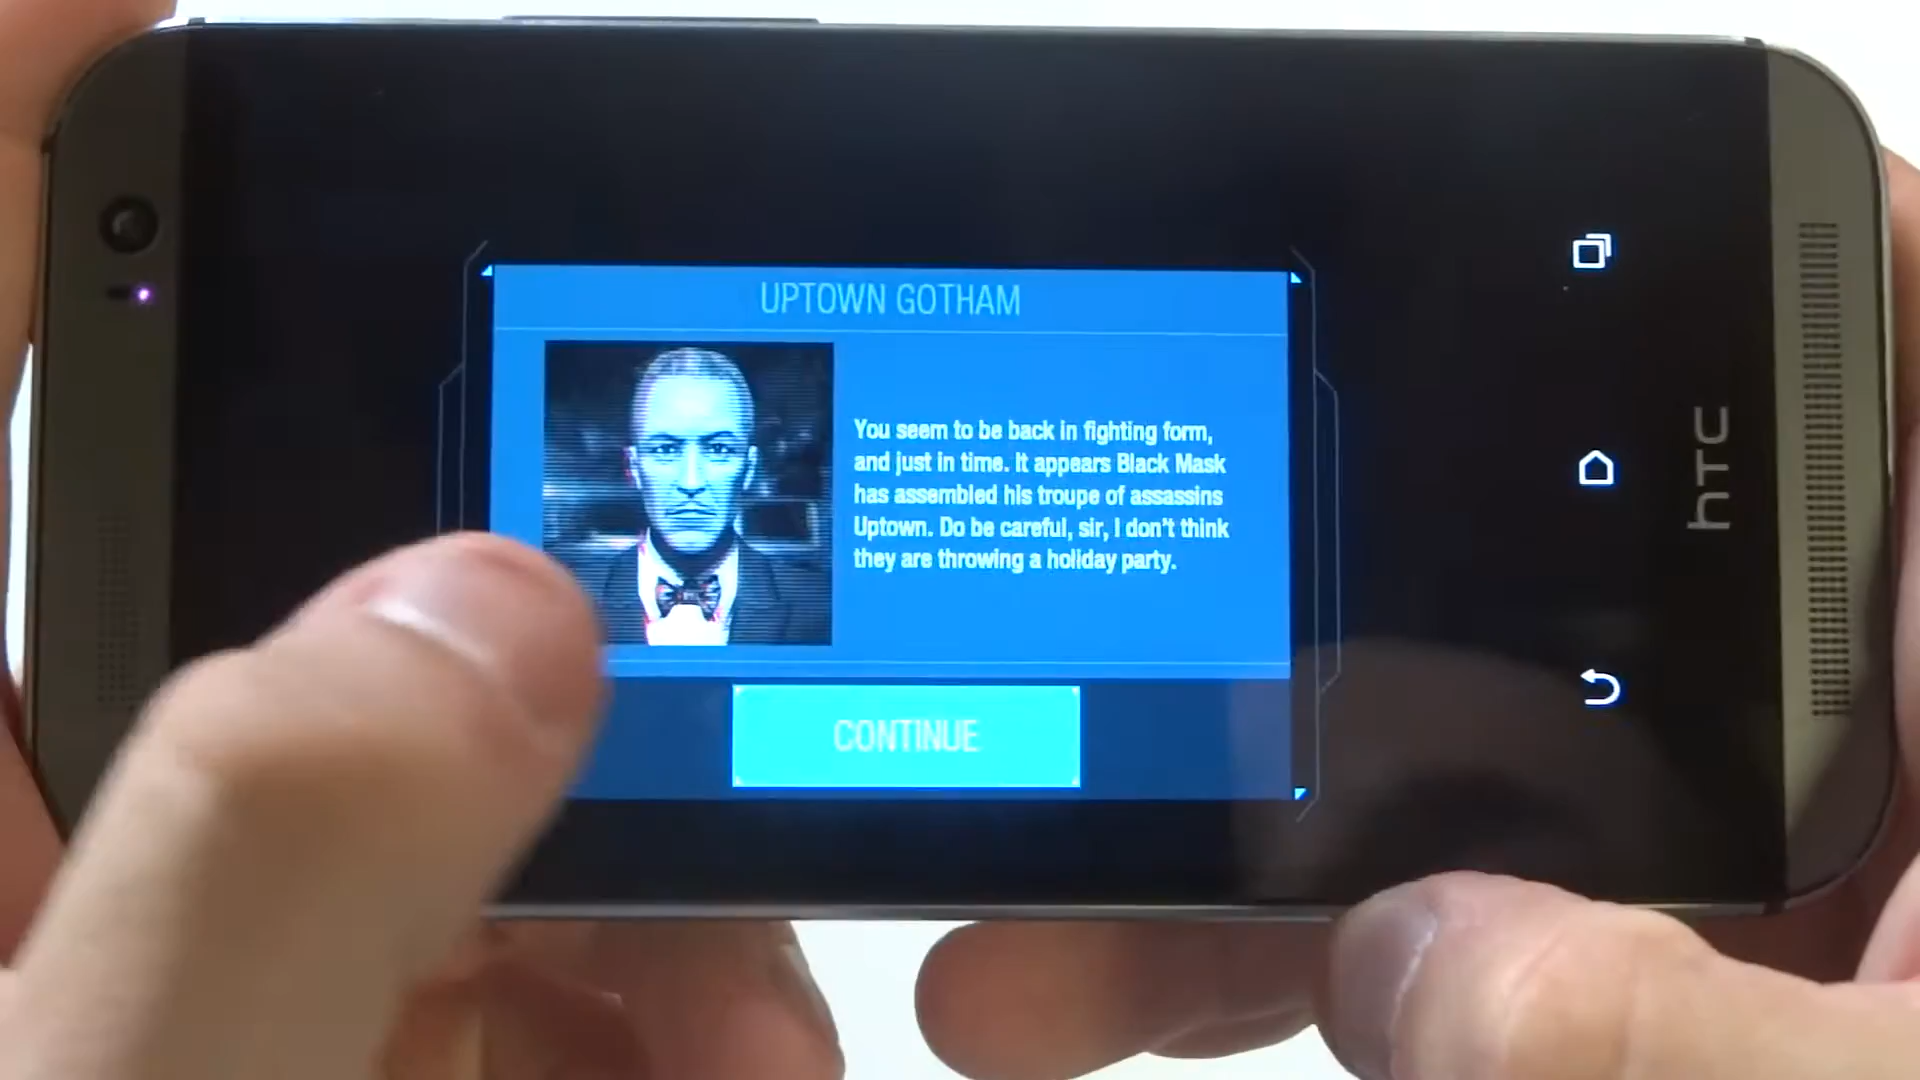 UPTOWN GOTHAM
You seem to be back in fighting form,
and just in time. It appears Black Mask
has assembled his troupe of assassins
Uptown. Do be careful, sir, I don't think
they are throwing a holiday party.
CONTINUE
hTC